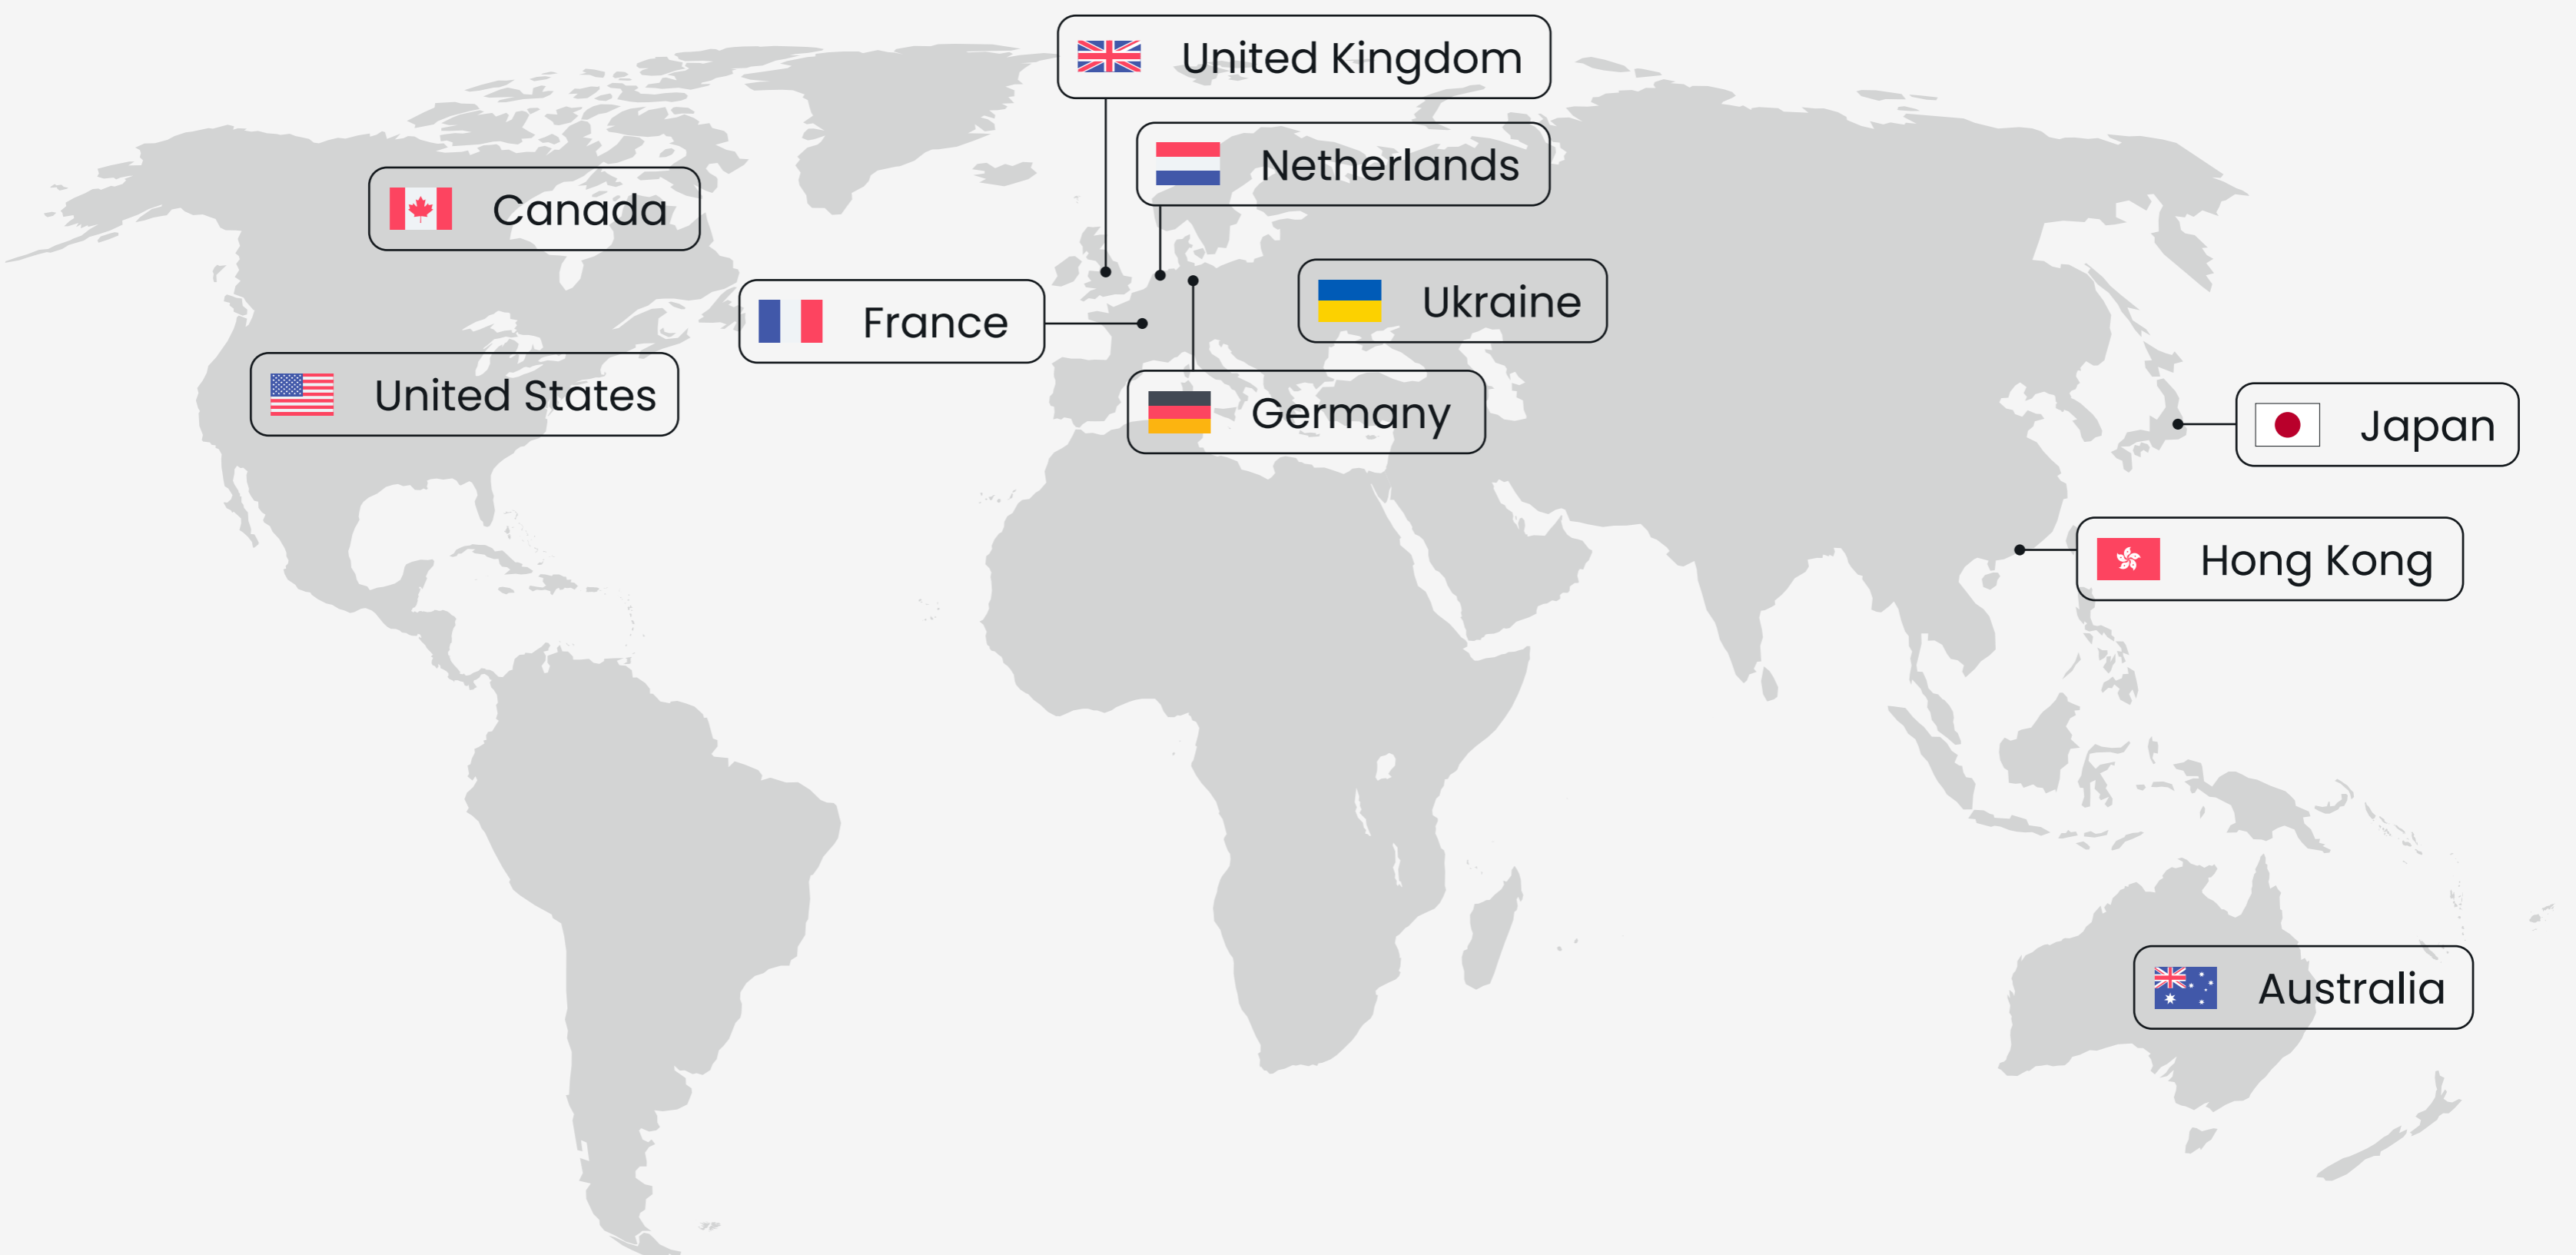 United Kingdom
Netherlands
Canada
Ukraine
France
United States
Germany
Japan
Hong Kong
Australia